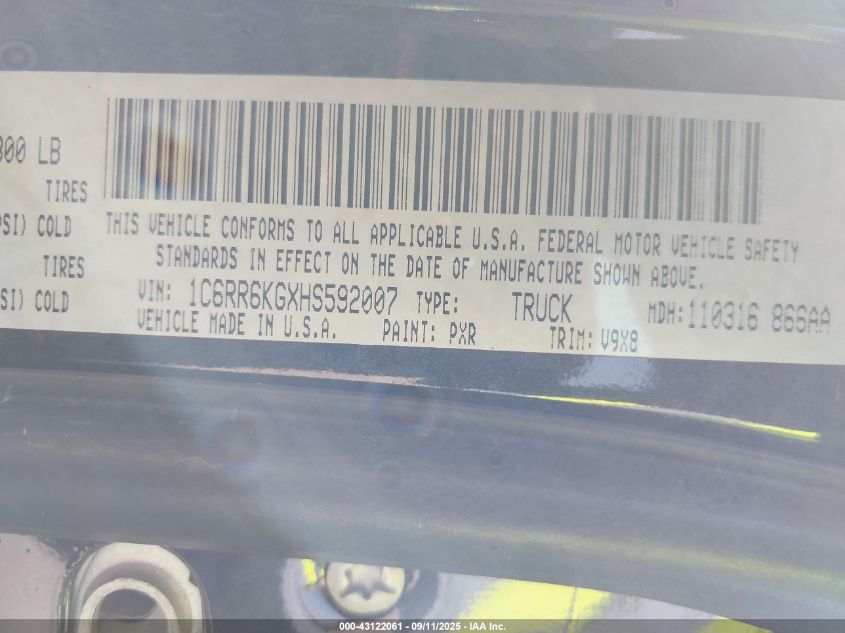 800 LB
TIRES
PSI) COLD
THIS VEHICLE CONFORMS TO ALL APPLICABLE U.S.A. FEDERAL MOTOR VEHICLE SAFETY
TIRES
STANDARDS IN EFFECT ON THE DATE OF MANUFACTURE SHOWN ABOVE.
SI) COLD
VIN: 1C6RR6KGXHS592007 TYPE: TRUCK MDH: 110316 86SAA
VEHICLE MADE IN U.S.A. PAINT: PXR TRIM: V9X8
000-43122061 - 09/11/2025 - IAA Inc.